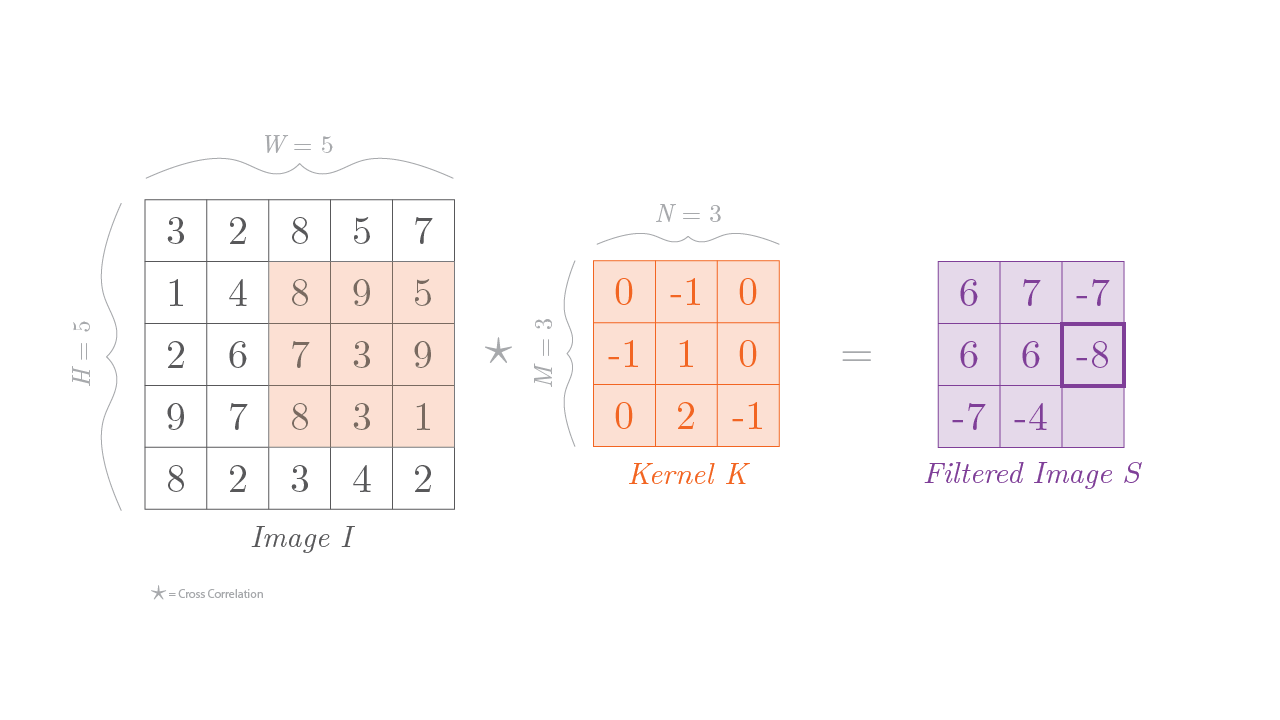 W = 5
H = 5
3 2 8 5 7
1 4 8 9 5
2 6 7 3 9
9 7 8 3 1
8 2 3 4 2
Image I
★
N = 3
M = 3
0 -1 0
-1 1 0
0 2 -1
Kernel K
=
6 7 -7
6 6 -8
-7 -4
Filtered Image S
★ = Cross Correlation